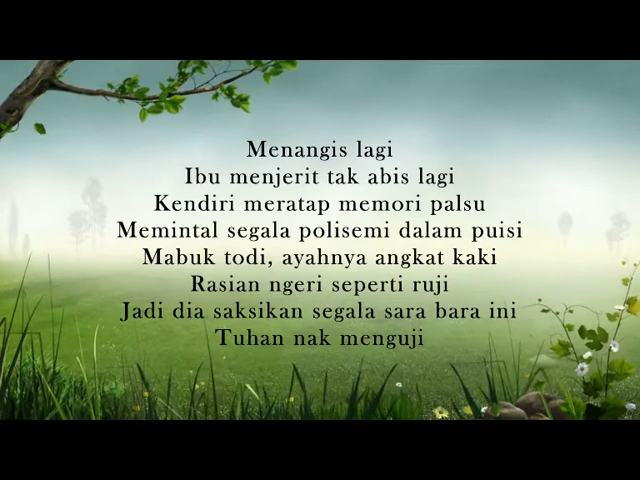 Menangis lagi
Ibu menjerit tak abis lagi
Kendiri meratap memori palsu
Memintal segala polisemi dalam puisi
Mabuk todi, ayahnya angkat kaki
Rasian ngeri seperti ruji
Jadi dia saksikan segala sara bara ini
Tuhan nak menguji